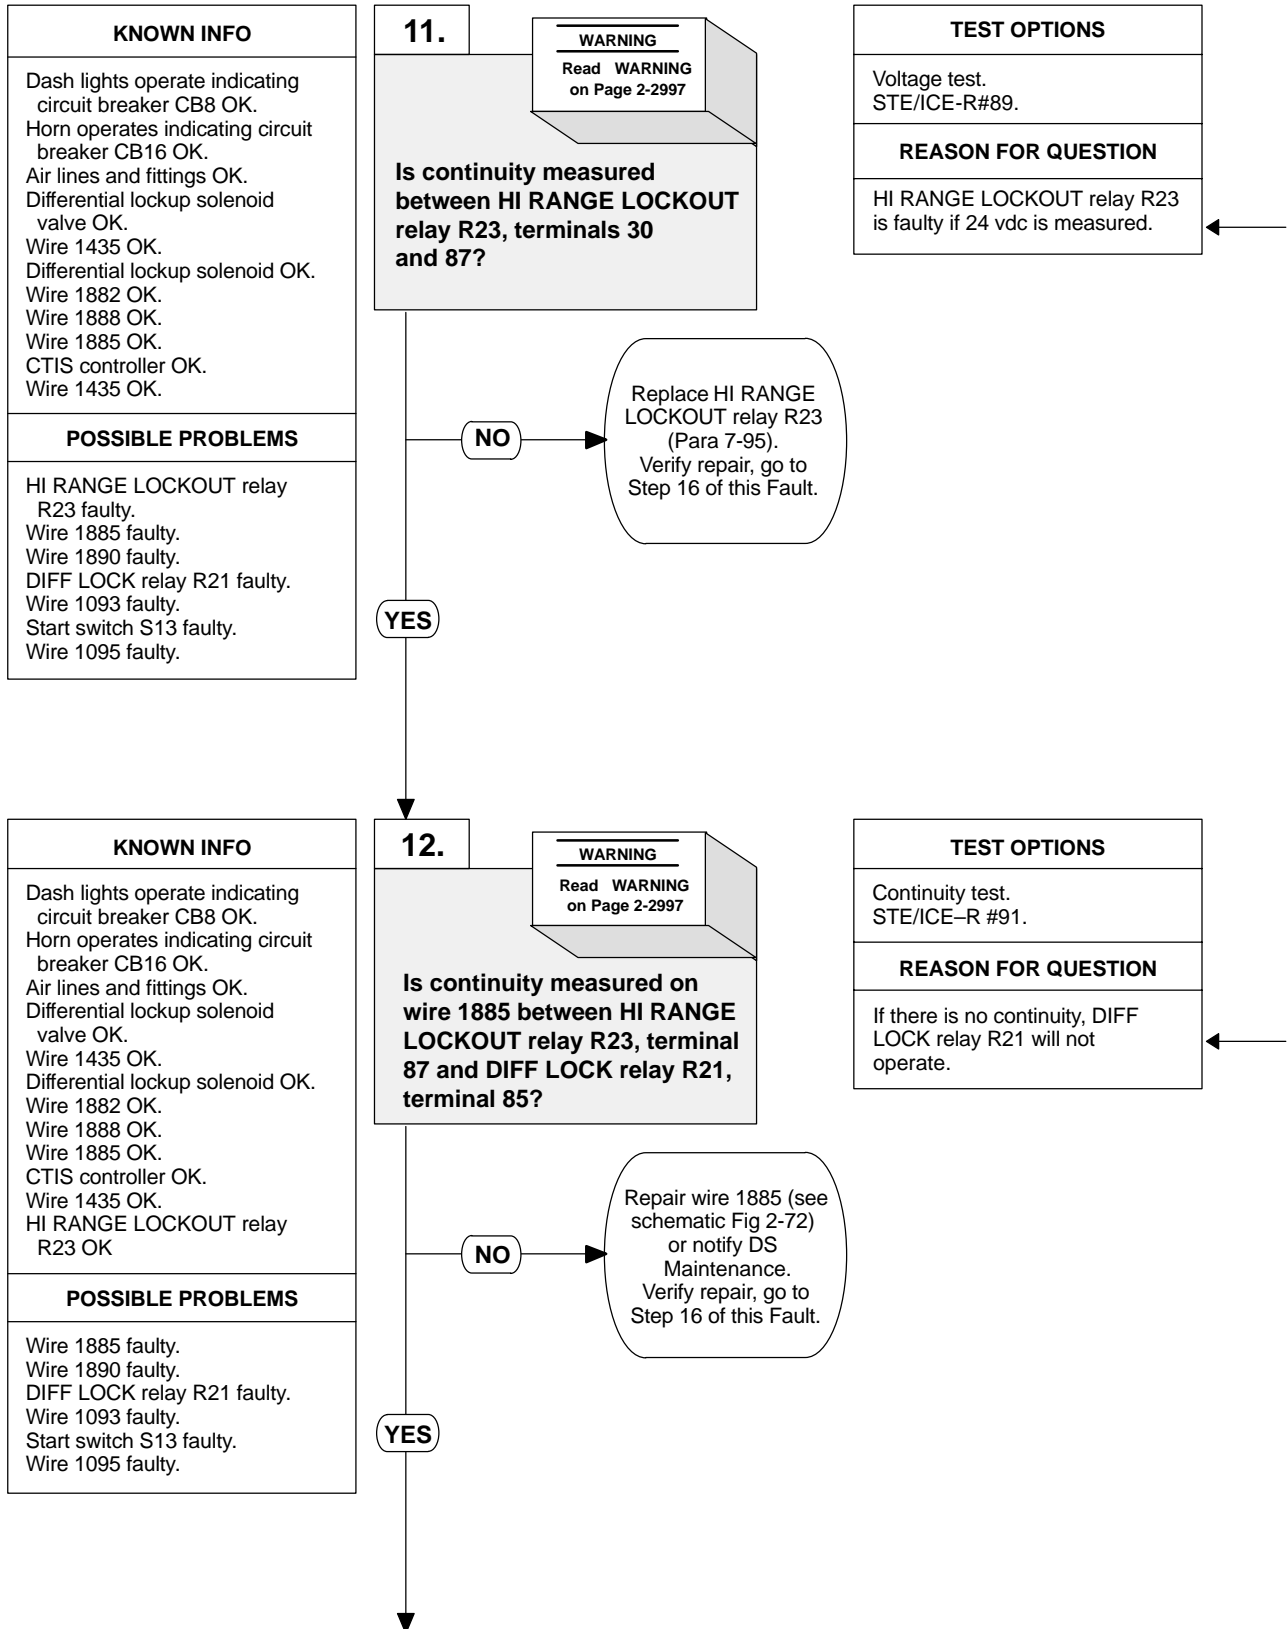 KNOWN INFO
Dash lights operate indicating
circuit breaker CB8 OK.
Horn operates indicating circuit
breaker CB16 OK.
Air lines and fittings OK.
Differential lockup solenoid
valve OK.
Wire 1435 OK.
Differential lockup solenoid OK.
Wire 1882 OK.
Wire 1888 OK.
Wire 1885 OK.
CTIS controller OK.
Wire 1435 OK.
POSSIBLE PROBLEMS
HI RANGE LOCKOUT relay
R23 faulty.
Wire 1885 faulty.
Wire 1890 faulty.
DIFF LOCK relay R21 faulty.
Wire 1093 faulty.
Start switch S13 faulty.
Wire 1095 faulty.
11.
WARNING
Read WARNING
on Page 2-2997
Is continuity measured
between HI RANGE LOCKOUT
relay R23, terminals 30
and 87?
NO
Replace HI RANGE
LOCKOUT relay R23
(Para 7-95).
Verify repair, go to
Step 16 of this Fault.
YES
TEST OPTIONS
Voltage test.
STE/ICE-R#89.
REASON FOR QUESTION
HI RANGE LOCKOUT relay R23
is faulty if 24 vdc is measured.
KNOWN INFO
Dash lights operate indicating
circuit breaker CB8 OK.
Horn operates indicating circuit
breaker CB16 OK.
Air lines and fittings OK.
Differential lockup solenoid
valve OK.
Wire 1435 OK.
Differential lockup solenoid OK.
Wire 1882 OK.
Wire 1888 OK.
Wire 1885 OK.
CTIS controller OK.
Wire 1435 OK.
HI RANGE LOCKOUT relay
R23 OK
POSSIBLE PROBLEMS
Wire 1885 faulty.
Wire 1890 faulty.
DIFF LOCK relay R21 faulty.
Wire 1093 faulty.
Start switch S13 faulty.
Wire 1095 faulty.
12.
WARNING
Read WARNING
on Page 2-2997
Is continuity measured on
wire 1885 between HI RANGE
LOCKOUT relay R23, terminal
87 and DIFF LOCK relay R21,
terminal 85?
NO
Repair wire 1885 (see
schematic Fig 2-72)
or notify DS
Maintenance.
Verify repair, go to
Step 16 of this Fault.
YES
TEST OPTIONS
Continuity test.
STE/ICE–R #91.
REASON FOR QUESTION
If there is no continuity, DIFF
LOCK relay R21 will not
operate.